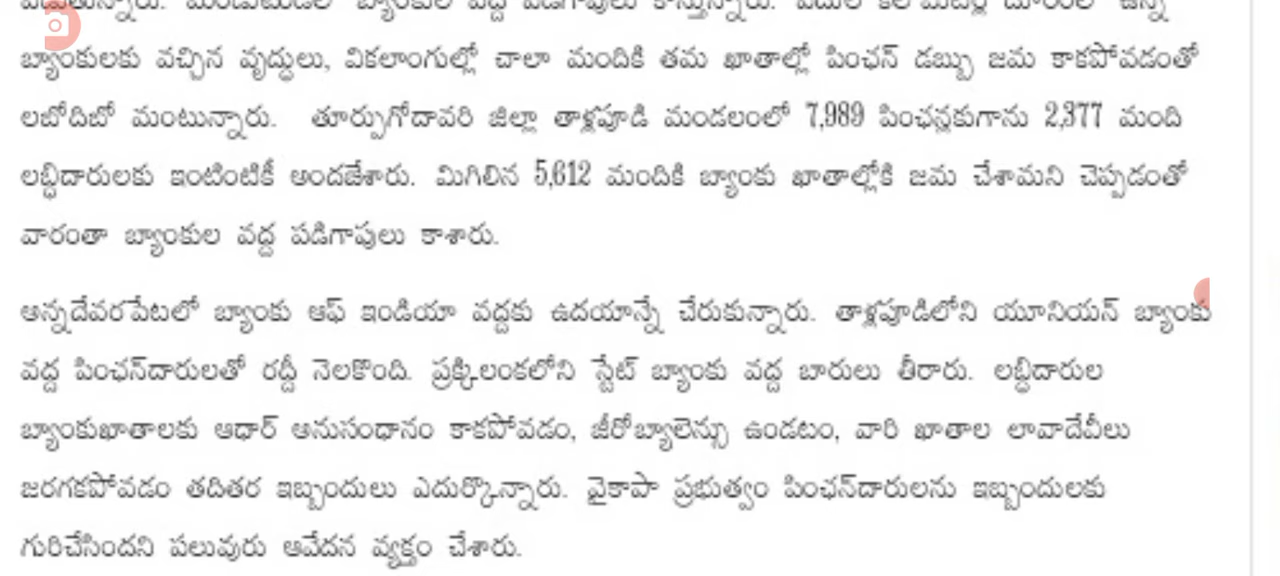 బ్యాంకులకు వచ్చిన వృద్ధులు, వికలాంగుల్లో చాలా మందికి తమ ఖాతాల్లో పింఛన్ డబ్బు జమ కాకపోవడంతో
లబోదిబో మంటున్నారు. తూర్పుగోదావరి జిల్లా తాళ్లపూడి మండలంలో 7,989 పింఛన్లకుగాను 2,377 మంది
లబ్ధిదారులకు ఇంటింటికీ అందజేశారు. మిగిలిన 5,612 మందికి బ్యాంకు ఖాతాల్లోకి జమ చేశామని చెప్పడంతో
వారంతా బ్యాంకుల వద్ద పడిగాపులు కాశారు.
అన్నదేవరపేటలో బ్యాంకు ఆఫ్ ఇండియా వద్దకు ఉదయాన్నే చేరుకున్నారు. తాళ్లపూడిలోని యూనియన్ బ్యాంకు
వద్ద పింఛన్‌దారులతో రద్దీ నెలకొంది. ప్రక్కిలంకలోని స్టేట్ బ్యాంకు వద్ద బారులు తీరారు. లబ్ధిదారుల
బ్యాంకుఖాతాలకు ఆధార్ అనుసంధానం కాకపోవడం, జీరోబ్యాలెన్సు ఉండటం, వారి ఖాతాల లావాదేవీలు
జరగకపోవడం తదితర ఇబ్బందులు ఎదుర్కొన్నారు. వైకాపా ప్రభుత్వం పింఛన్‌దారులను ఇబ్బందులకు
గురిచేసిందని పలువురు ఆవేదన వ్యక్తం చేశారు.